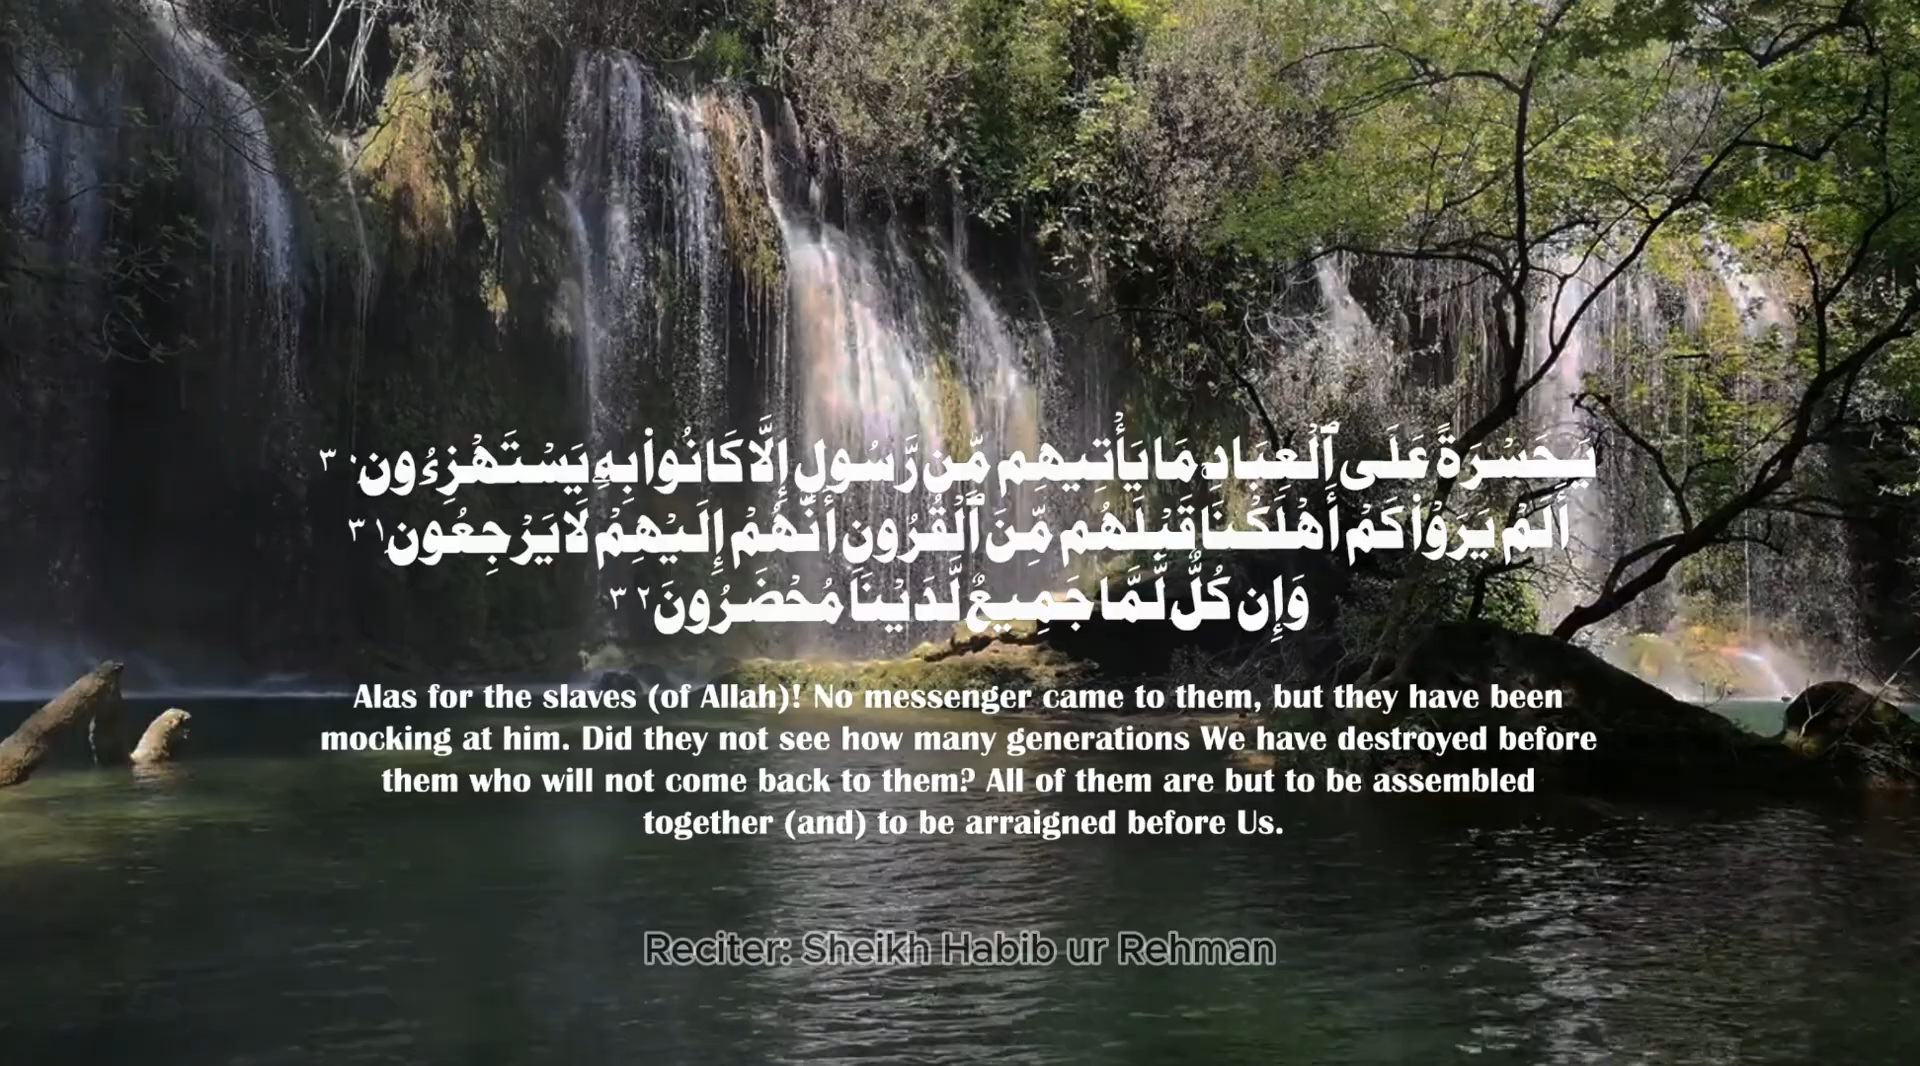 يَـٰحَسْرَةً عَلَى ٱلْعِبَادِ مَا يَأْتِيهِم مِّن رَّسُولٍ إِلَّا كَانُوا۟ بِهِۦ يَسْتَهْزِءُون ٣٠
أَلَمْ يَرَوْا۟ كَمْ أَهْلَكْنَا قَبْلَهُم مِّنَ ٱلْقُرُونِ أَنَّهُمْ إِلَيْهِمْ لَا يَرْجِعُون ٣١
وَإِن كُلٌّ لَّمَّا جَمِيعٌ لَّدَيْنَا مُحْضَرُونَ ٣٢
Alas for the slaves (of Allah)! No messenger came to them, but they have been
mocking at him. Did they not see how many generations We have destroyed before
them who will not come back to them? All of them are but to be assembled
together (and) to be arraigned before Us.
Reciter: Sheikh Habib ur Rehman